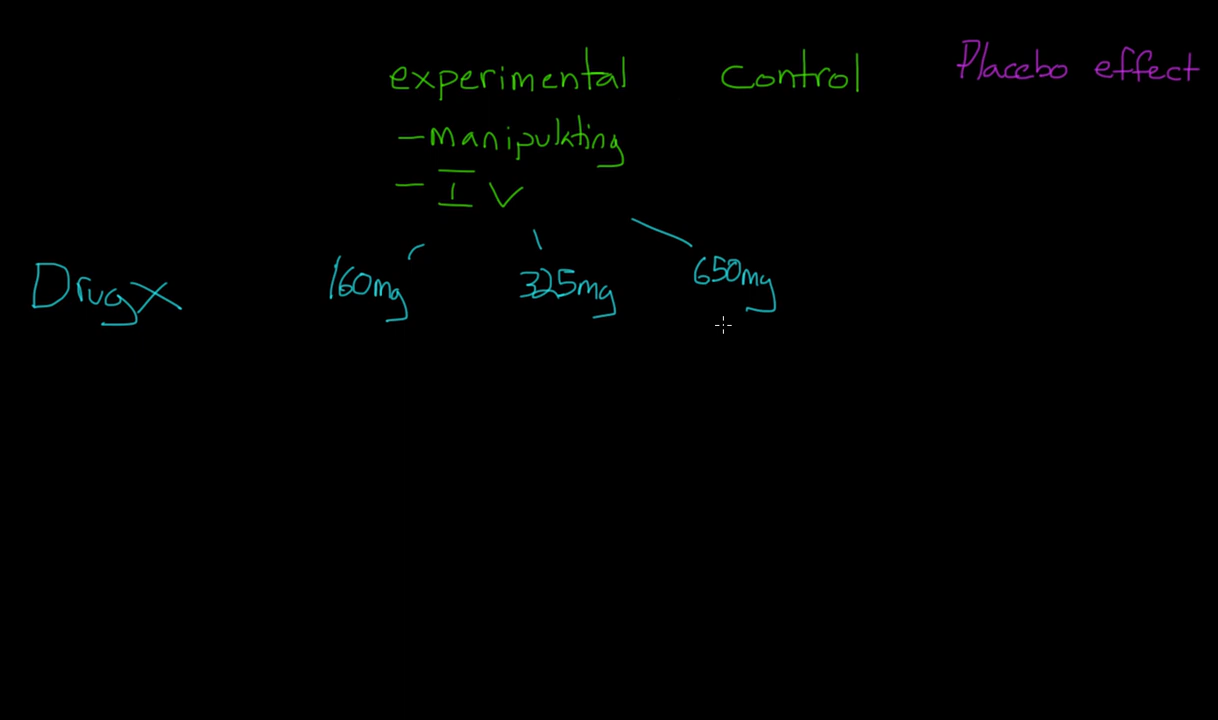 experimental Control Placebo effect
- Manipulating
- IV
Drug X 160mg 325mg 650mg